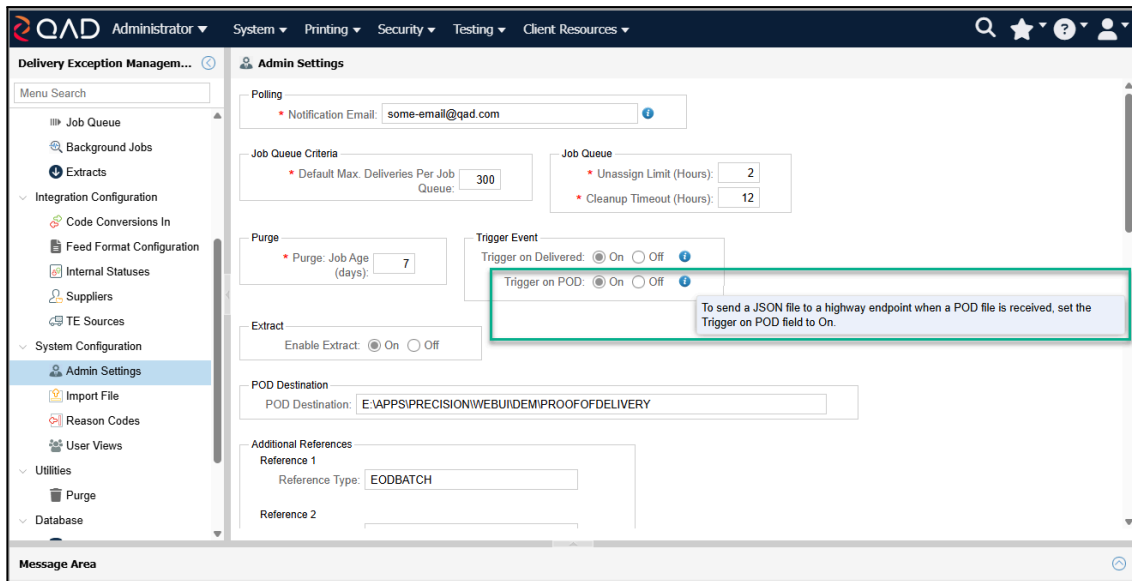 QAD Administrator System Printing Security Testing Client Resources
Delivery Exception Managem...
Menu Search
Job Queue
Background Jobs
Extracts
Integration Configuration
Code Conversions In
Feed Format Configuration
Internal Statuses
Suppliers
TE Sources
System Configuration
Admin Settings
Import File
Reason Codes
User Views
Utilities
Purge
Database
Admin Settings
Polling
* Notification Email: some-email@qad.com
Job Queue Criteria
* Default Max. Deliveries Per Job
Queue: 300
Job Queue
* Unassign Limit (Hours): 2
* Cleanup Timeout (Hours): 12
Purge
* Purge: Job Age
(days): 7
Trigger Event
Trigger on Delivered: On Off
Trigger on POD: On Off
To send a JSON file to a highway endpoint when a POD file is received, set the
Trigger on POD field to On.
Extract
Enable Extract: On Off
POD Destination
POD Destination: E:\APPS\PRECISION\WEBUI\DEM\PROOFOFDELIVERY
Additional References
Reference 1
Reference Type: EODBATCH
Reference 2
Message Area